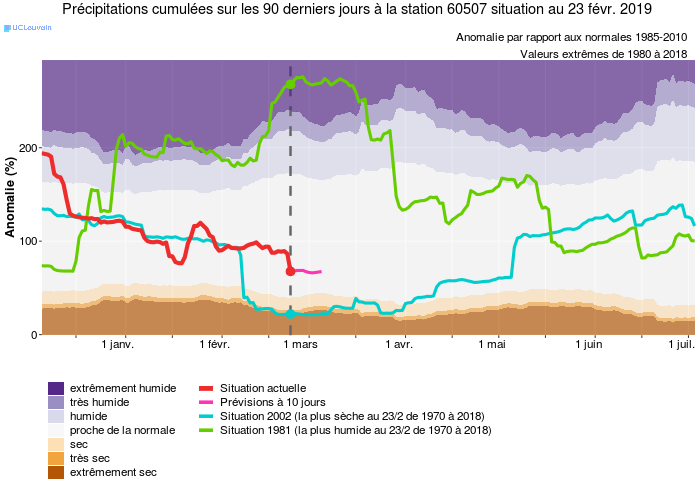 Précipitations cumulées sur les 90 derniers jours à la station 60507 situation au 23 févr. 2019
UCLouvain
Anomalie par rapport aux normales 1985-2010
Valeurs extrêmes de 1980 à 2018
Anomalie (%)
200
100
0
1 janv.
1 févr.
1 mars
1 avr.
1 mai
1 juin
1 juil.
extrêmement humide
très humide
humide
proche de la normale
sec
très sec
extrêmement sec
Situation actuelle
Prévisions à 10 jours
Situation 2002 (la plus sèche au 23/2 de 1970 à 2018)
Situation 1981 (la plus humide au 23/2 de 1970 à 2018)